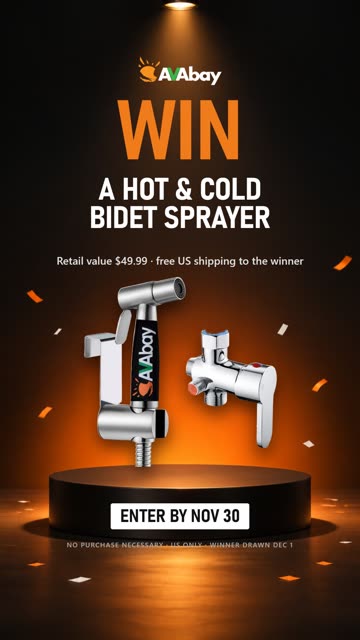 AVAbay
WIN
A HOT & COLD
BIDET SPRAYER
Retail value $49.99 · free US shipping to the winner
AVAbay
ENTER BY NOV 30
NO PURCHASE NECESSARY · US ONLY · WINNER DRAWN DEC 1